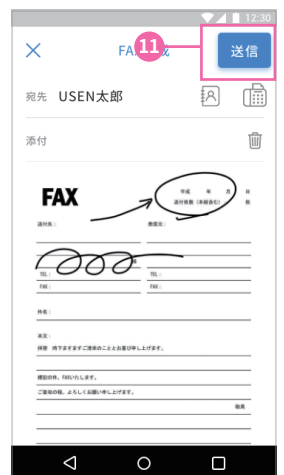 12:30
11
送信
宛先 USEN太郎
添付
FAX
平成 年 月 日
送付枚数（本紙含む） 枚
送付先： 発信元：
様
TEL： TEL：
FAX： FAX：
件名：
本文：
拝啓 時下ますますご清栄のこととお喜び申し上げます。
標記の件、FAXいたします。
ご査収の程、よろしくお願い申し上げます。
敬具